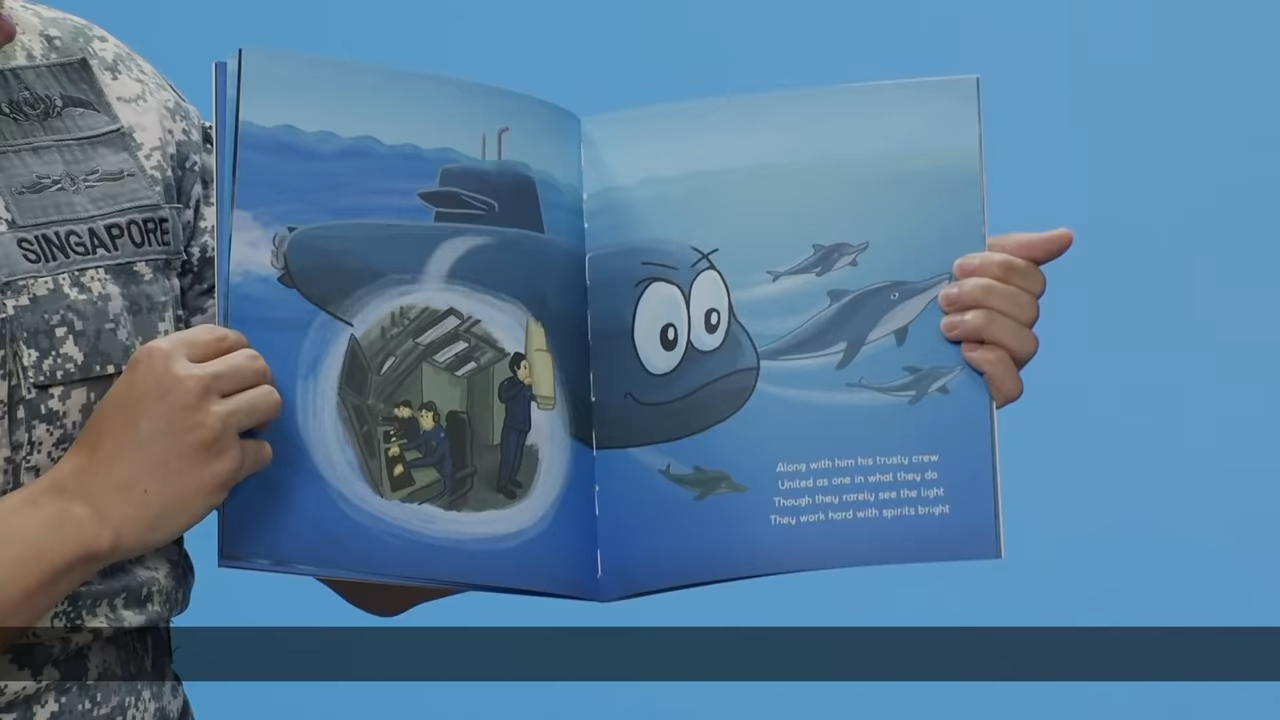 SINGAPORE
Along with him his trusty crew
United as one in what they do
Though they rarely see the light
They work hard with spirits bright